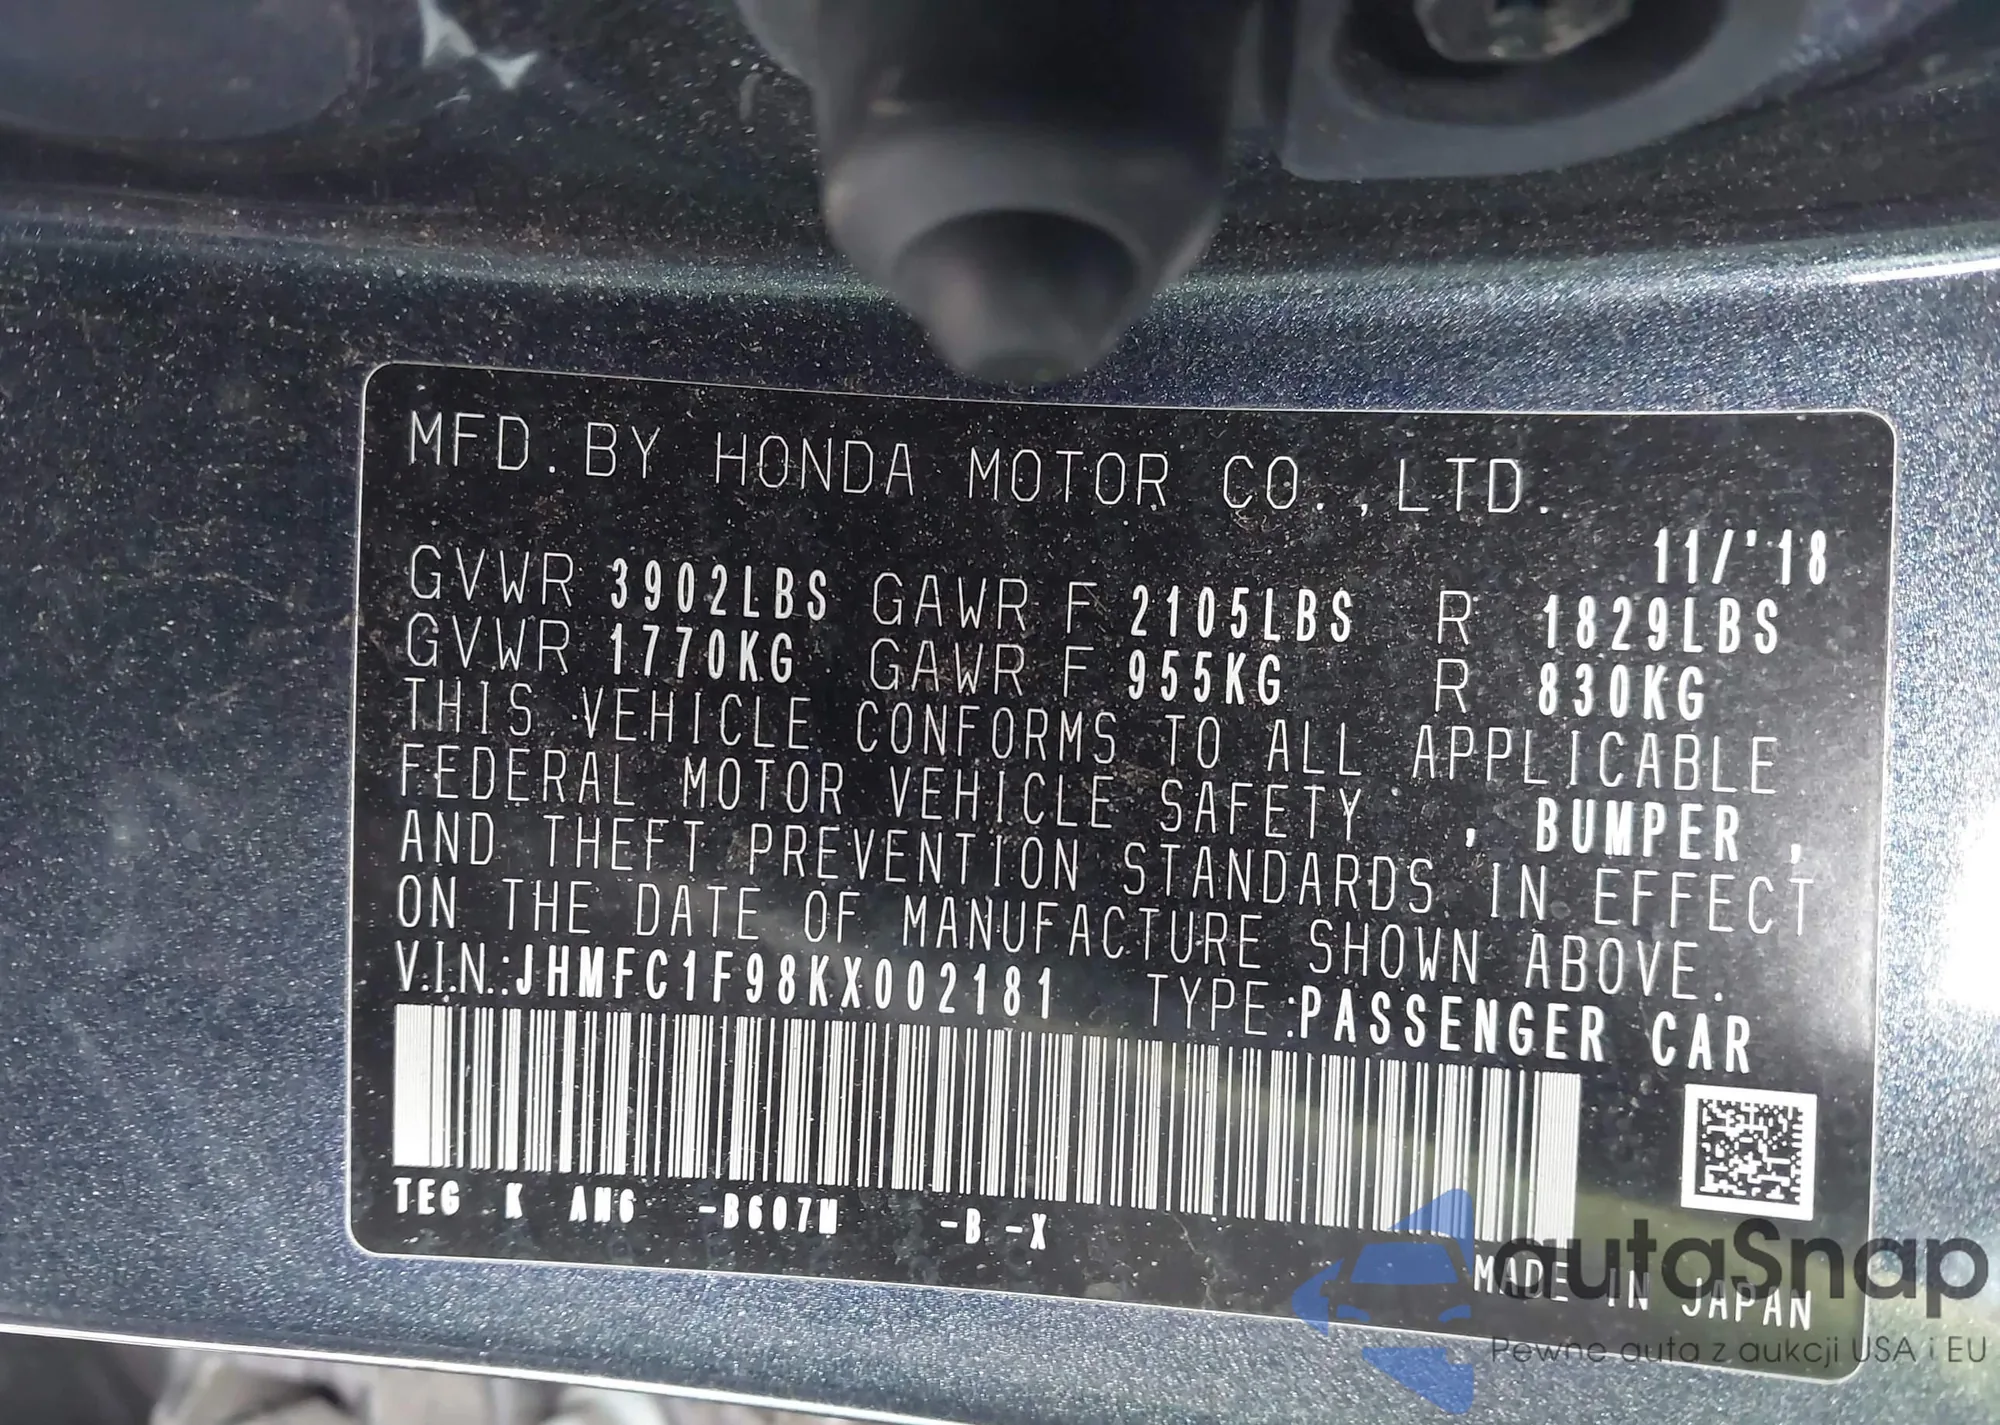 MFD. BY HONDA MOTOR CO., LTD.
11/'18
GVWR 3902LBS GAWR F 2105LBS R 1829LBS
GVWR 1770KG GAWR F 955KG R 830KG
THIS VEHICLE CONFORMS TO ALL APPLICABLE
FEDERAL MOTOR VEHICLE SAFETY , BUMPER ,
AND THEFT PREVENTION STANDARDS IN EFFECT
ON THE DATE OF MANUFACTURE SHOWN ABOVE.
V.I.N.:JHMFC1F98KX002181 TYPE:PASSENGER CAR
TEG K AN6 -B607M -B -X
MADE IN JAPAN
autaSnap
Pewne auta z aukcji USA i EU